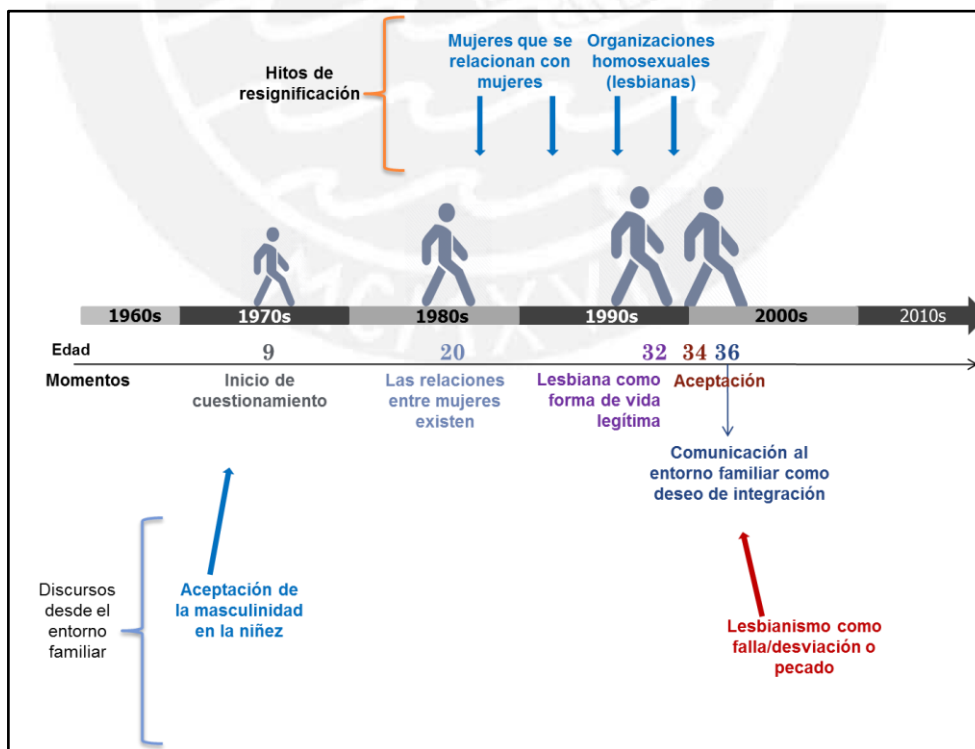 Hitos de
resignificación
Mujeres que se
relacionan con
mujeres
Organizaciones
homosexuales
(lesbianas)
1960s 1970s 1980s 1990s 2000s 2010s
Edad 9 20 32 34 36
Momentos
Inicio de
cuestionamiento
Las relaciones
entre mujeres
existen
Lesbiana como
forma de vida
legítima
Aceptación
Comunicación al
entorno familiar como
deseo de integración
Discursos
desde el
entorno
familiar
Aceptación de
la masculinidad
en la niñez
Lesbianismo como
falla/desviación o
pecado